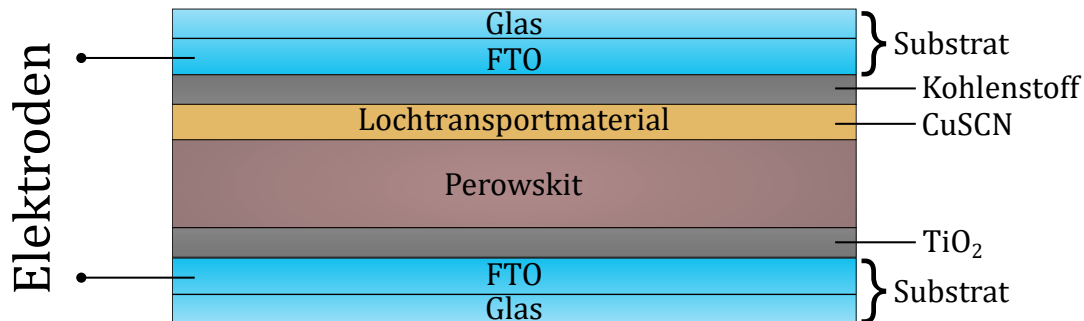 Elektroden
Glas
FTO
Substrat
Kohlenstoff
Lochtransportmaterial
CuSCN
Perowskit
TiO₂
FTO
Glas
Substrat